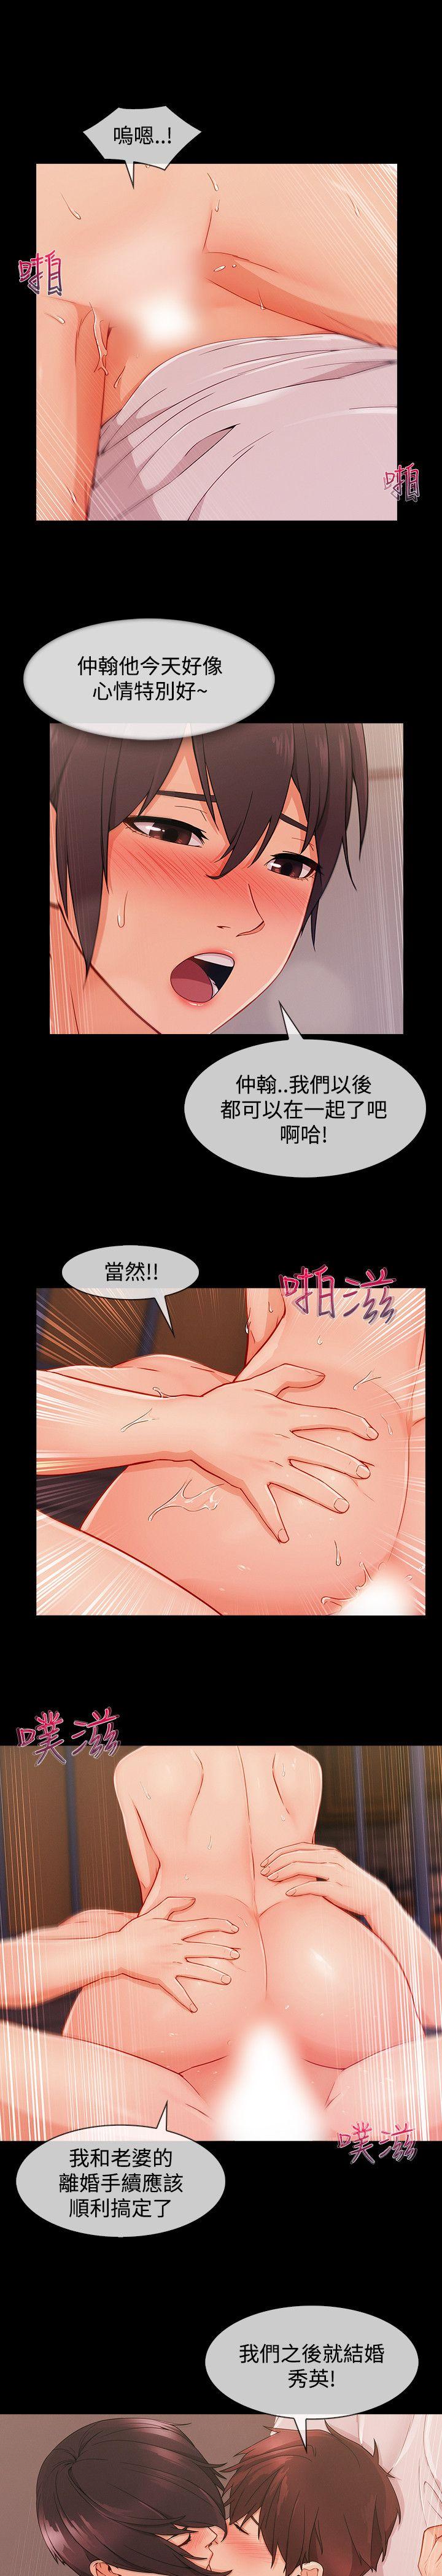 嗚嗯..!
啪
啪
仲翰他今天好像
心情特別好~
仲翰..我們以後
都可以在一起了吧
啊哈!
當然!!
啪滋
噗滋
噗滋
我和老婆的
離婚手續應該
順利搞定了
我們之後就結婚
秀英!